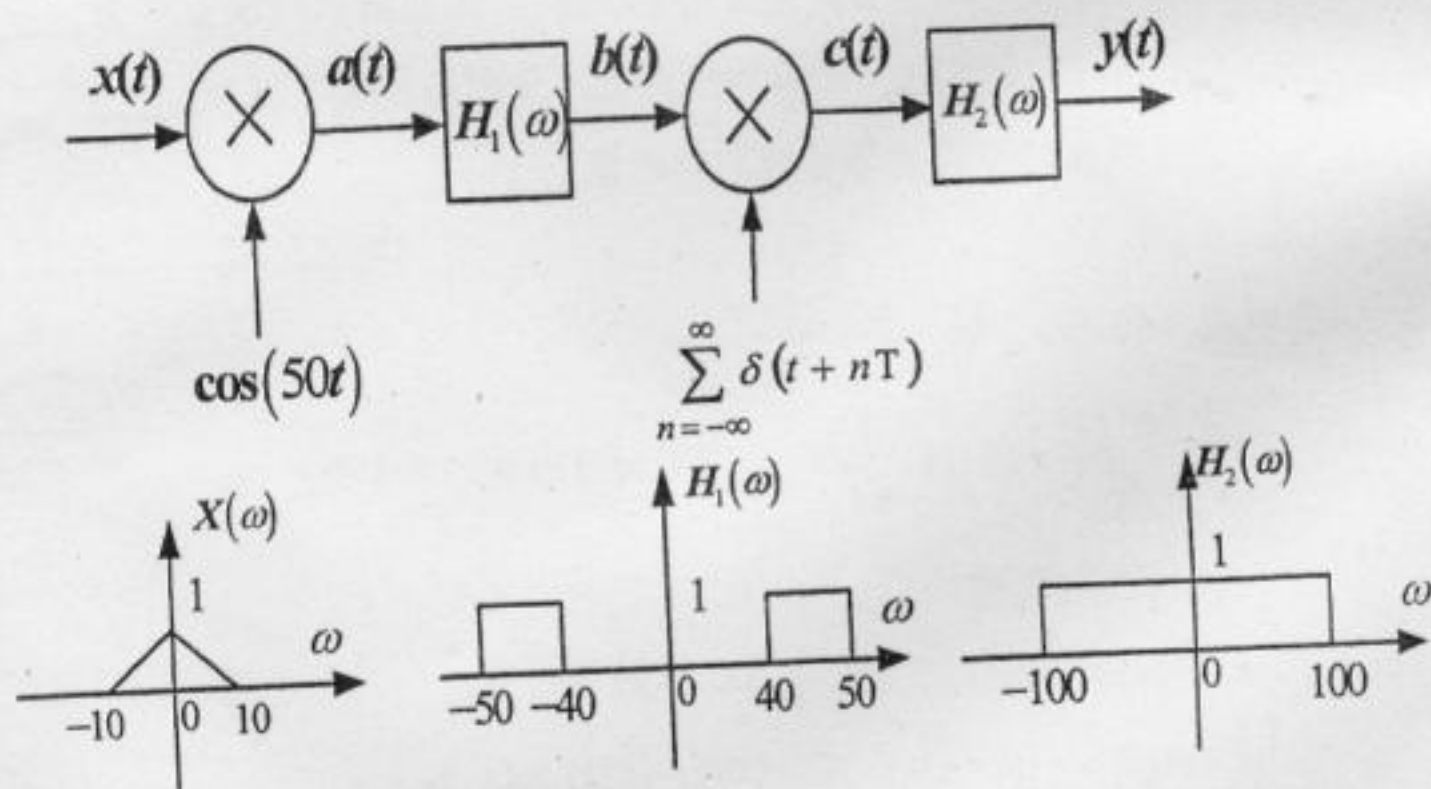 x(t) a(t) b(t) c(t) y(t)
× H₁(ω) × H₂(ω)
cos(50t)
∞
∑ δ(t + nT)
n=−∞
X(ω) H₁(ω) H₂(ω)
1 ω 1 ω 1 ω
−10 0 10 −50 −40 0 40 50 −100 0 100